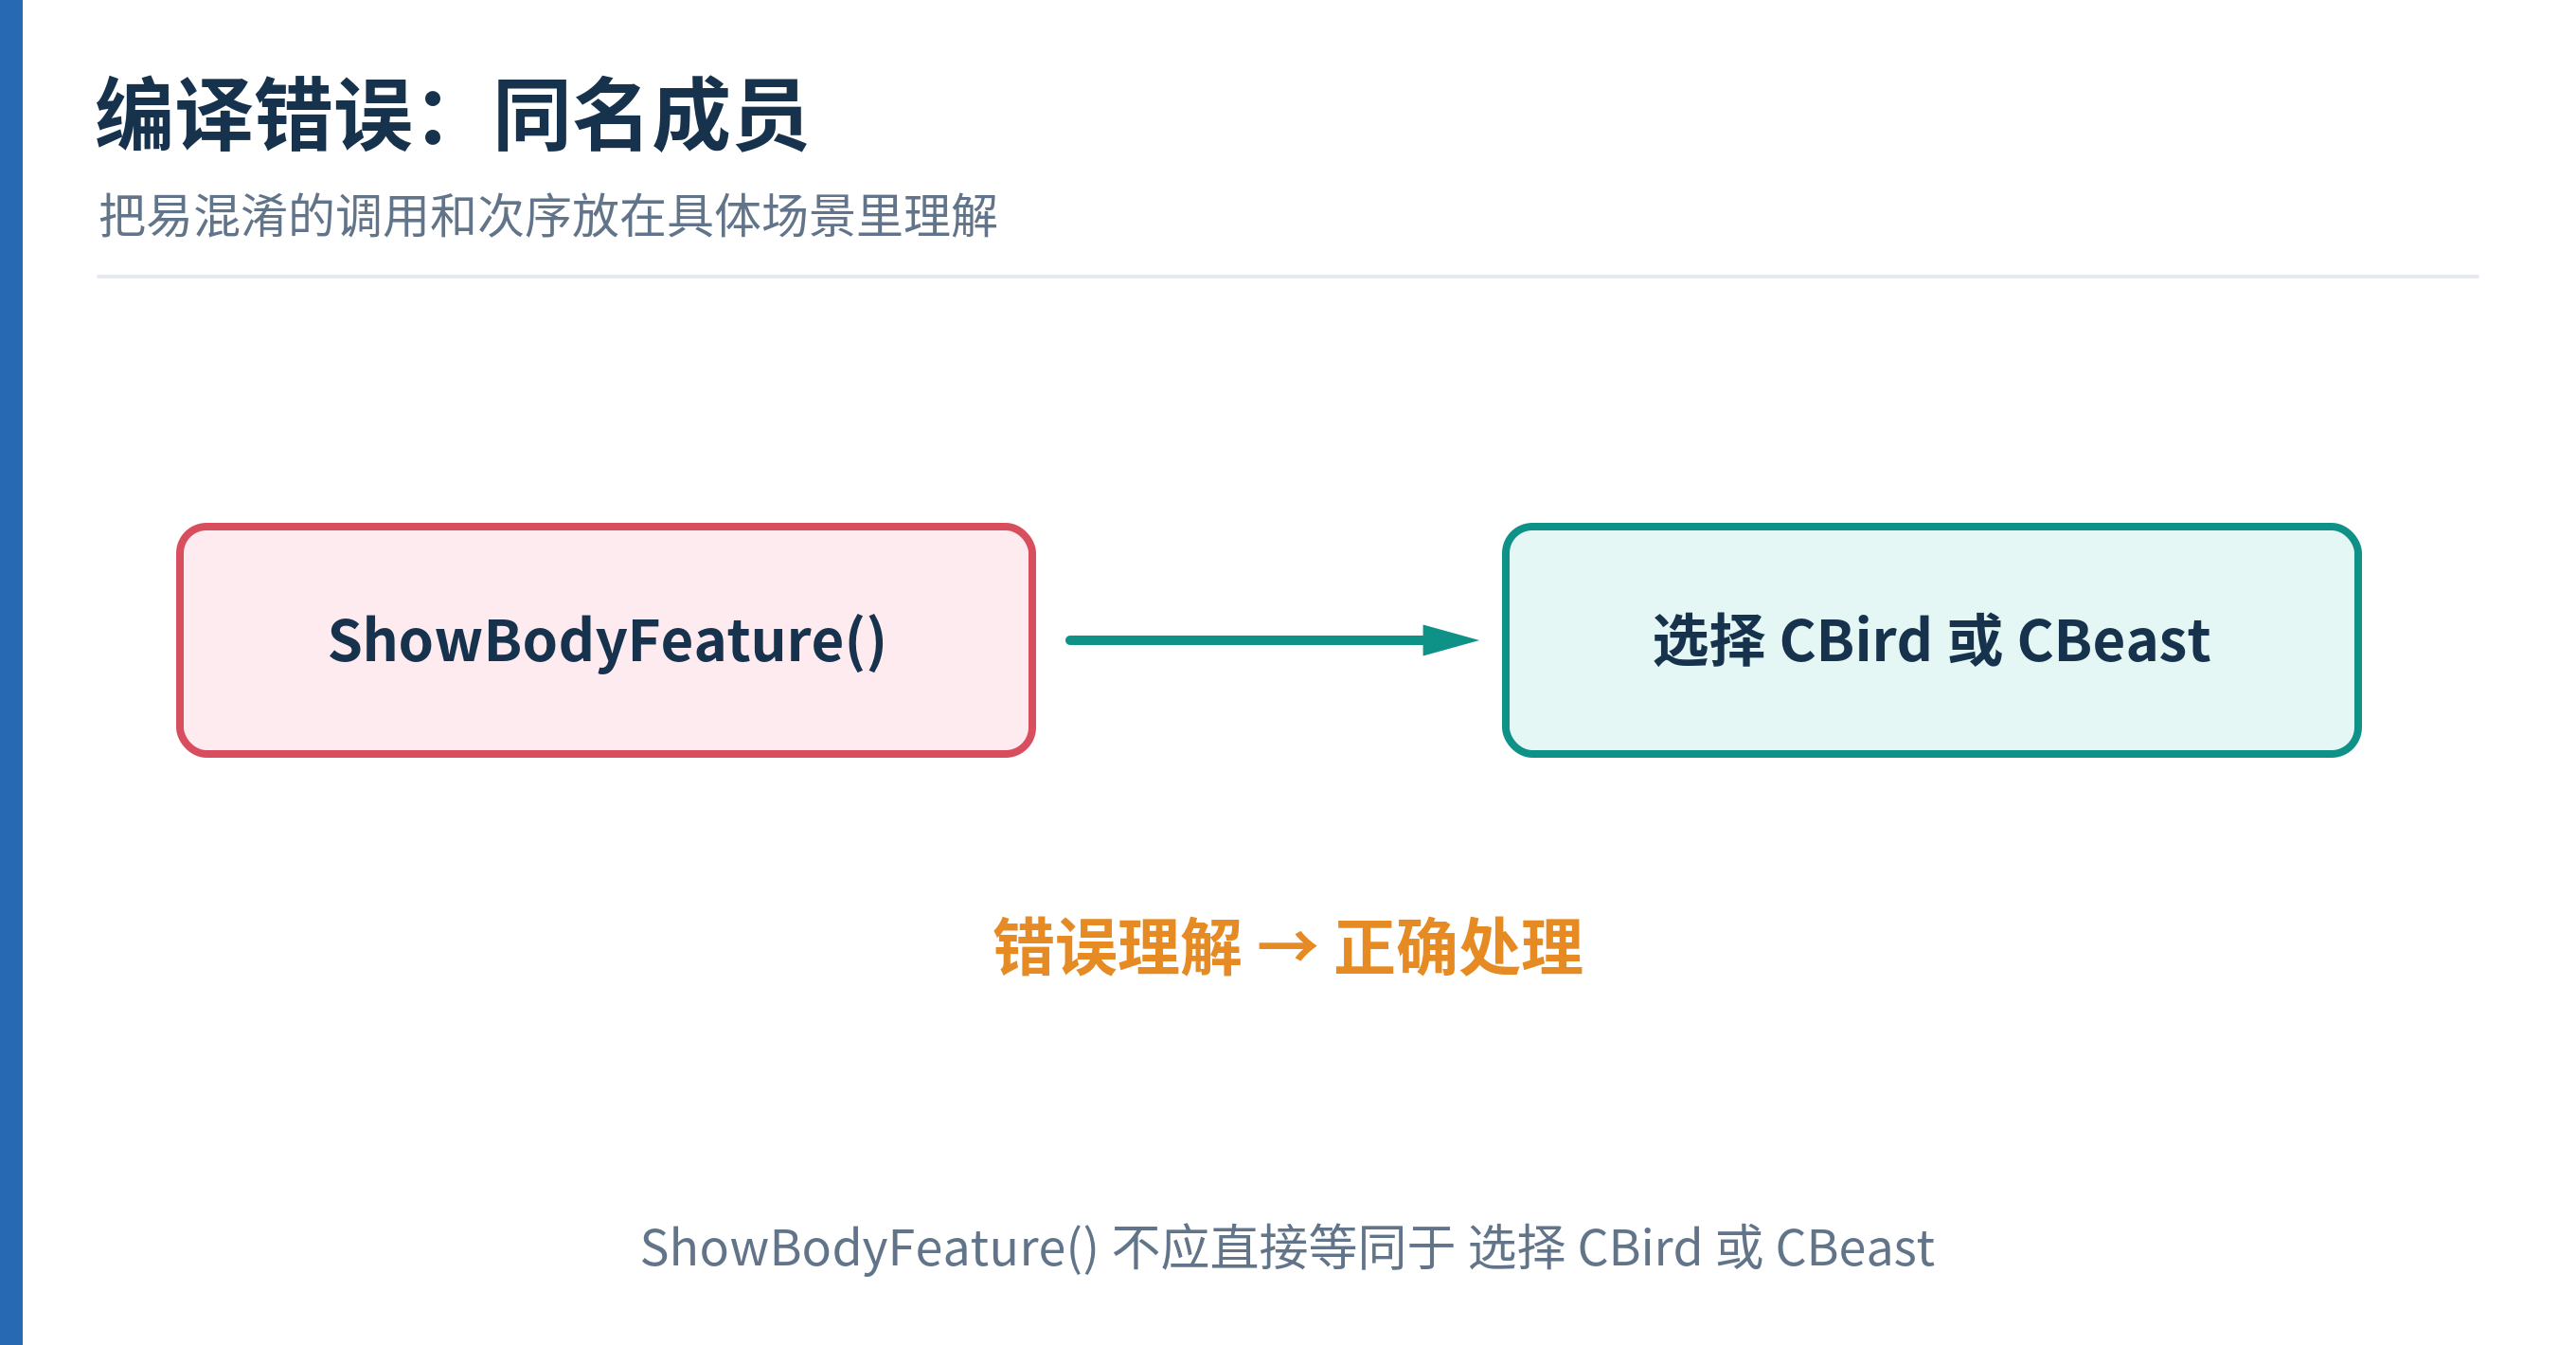 编译错误：同名成员
把易混淆的调用和次序放在具体场景里理解
ShowBodyFeature()
选择 CBird 或 CBeast
错误理解 → 正确处理
ShowBodyFeature() 不应直接等同于 选择 CBird 或 CBeast